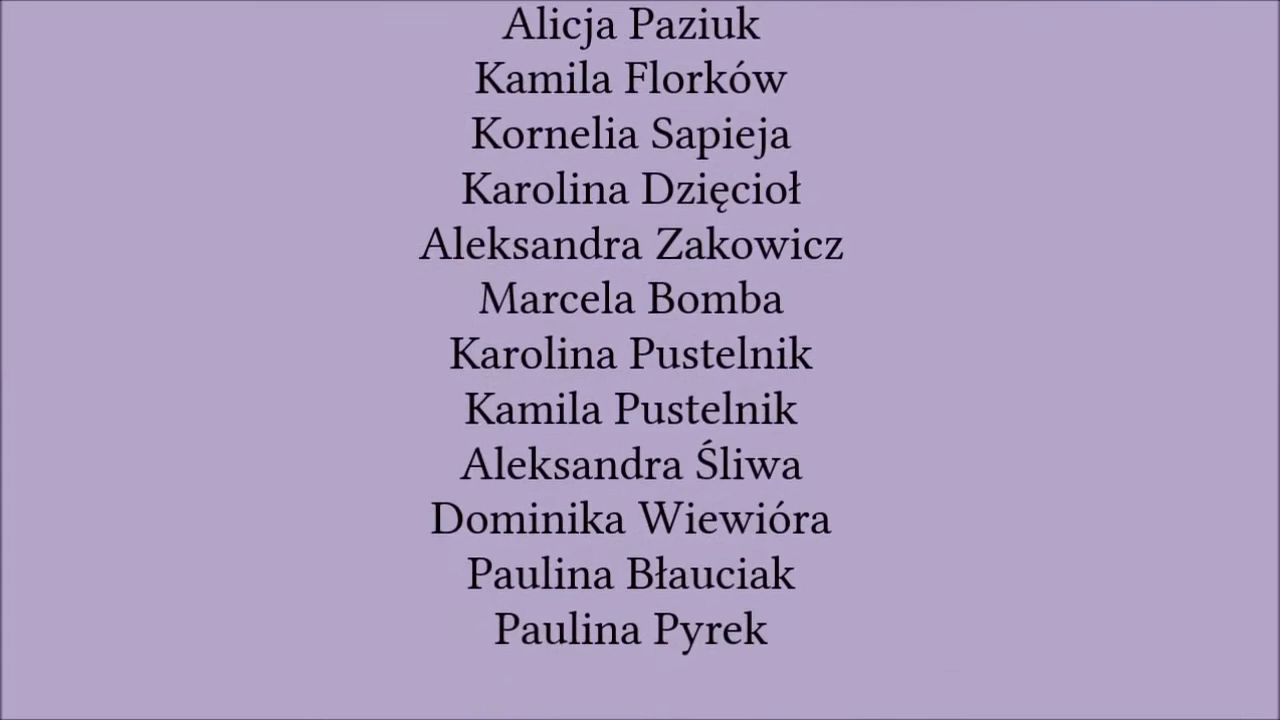 Alicja Paziuk
Kamila Florków
Kornelia Sapieja
Karolina Dzięcioł
Aleksandra Zakowicz
Marcela Bomba
Karolina Pustelnik
Kamila Pustelnik
Aleksandra Śliwa
Dominika Wiewióra
Paulina Błauciak
Paulina Pyrek